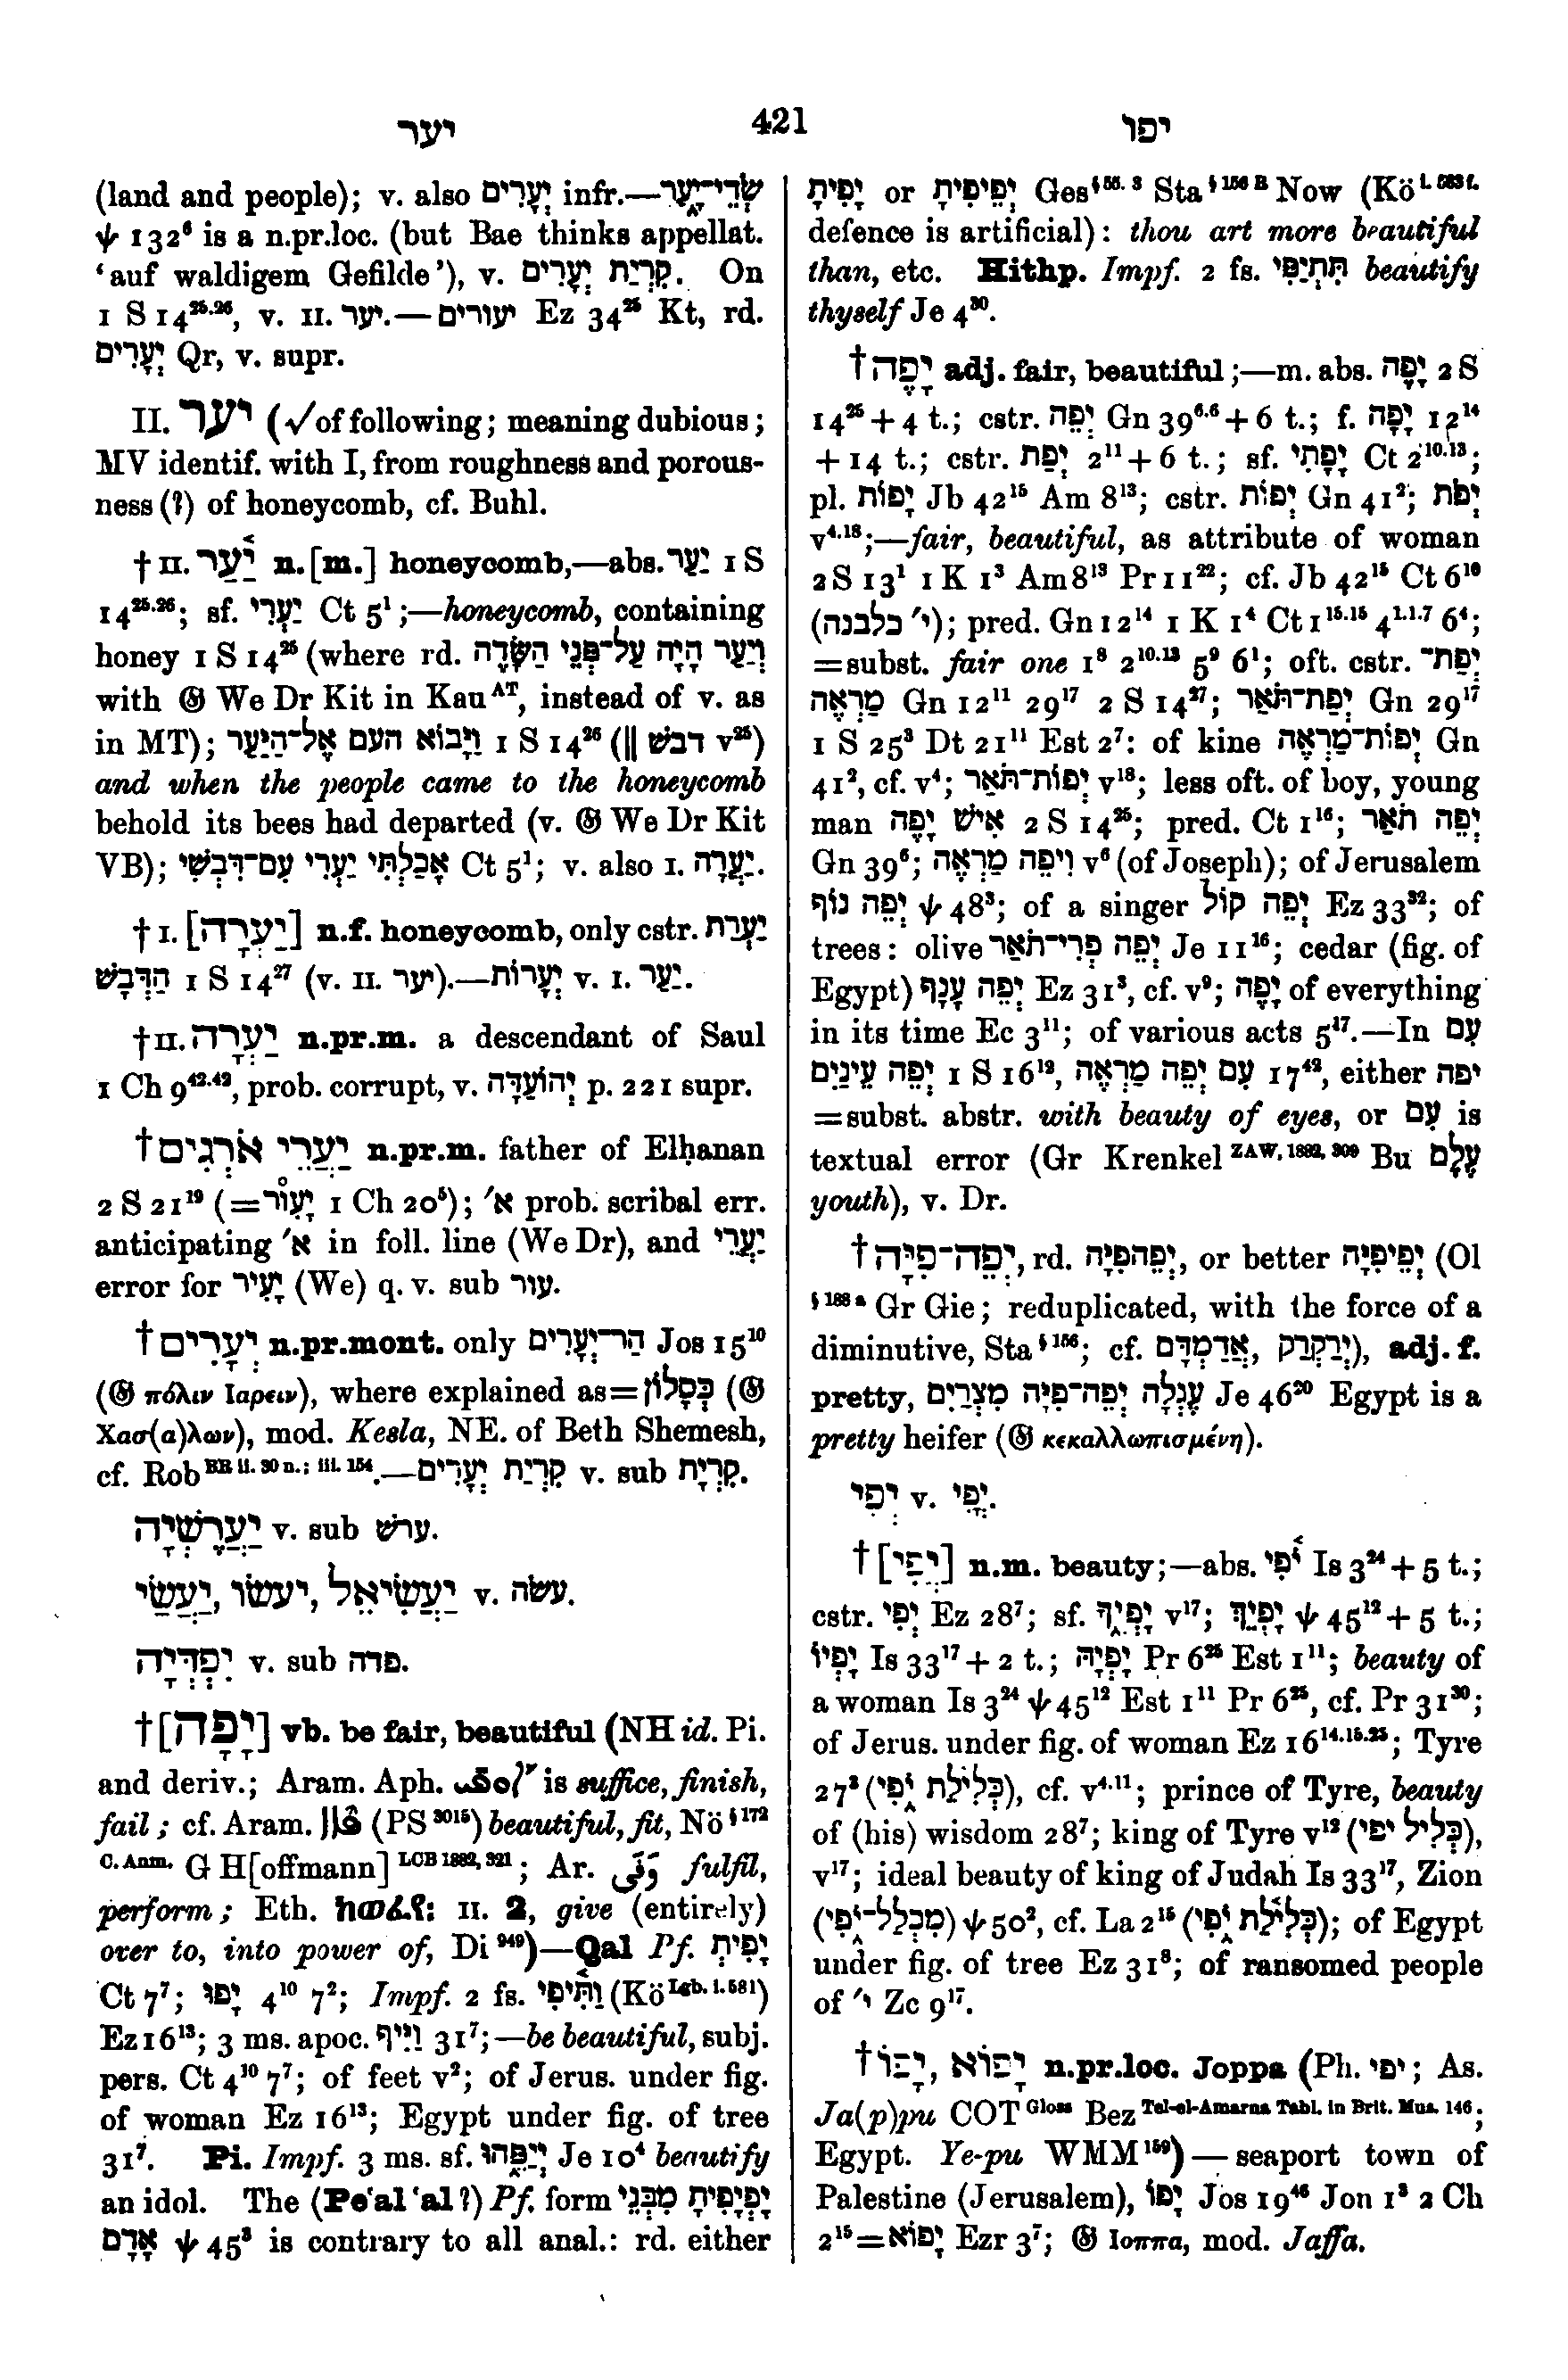 יער 421 יפו
(land and people); v. also יְעָרִים infr.—שְׂדֵי־יָ֑עַר
ψ 132⁶ is a n.pr.loc. (but Bae thinks appellat.
‘auf waldigem Gefilde’), v. קִרְיַת יְעָרִים. On
1 S 14²⁵·²⁶, v. II. יער.—יעורים Ez 34²⁵ Kt, rd.
יְעָרִים Qr, v. supr.
II. יער (√ of following; meaning dubious;
MV identif. with I, from roughness and porous-
ness (?) of honeycomb, cf. Buhl.
† II. יַ֫עַר n.[m.] honeycomb,—abs. יַעַר 1 S
14²⁵·²⁶; sf. יַעְרִי Ct 5¹;—honeycomb, containing
honey 1 S 14²⁵ (where rd. וְיַעַר הָיָה עַל־פְּנֵי הַשָּׂדֶה
with 𝔊 We Dr Kit in Kau ᴬᵀ, instead of v. as
in MT); וַיָּבוֹא העם אֶל־הַיַּעַר 1 S 14²⁶ (‖ דבשׁ v²⁵)
and when the people came to the honeycomb
behold its bees had departed (v. 𝔊 We Dr Kit
VB); אָכַלְתִּי יַעְרִי עִם־דִּבְשִׁי Ct 5¹; v. also I. יַעֲרָה.
† I. [יַעְרָה] n.f. honeycomb, only cstr. יַעְרַת
הַדְּבָשׁ 1 S 14²⁷ (v. II. יער).—יְעָרוֹת v. I. יַעַר.
† II. יַעְרָה n.pr.m. a descendant of Saul
1 Ch 9⁴²·⁴², prob. corrupt, v. יְהוֹעַדָּה p. 221 supr.
† יַעֲרֵי אֹרְגִים n.pr.m. father of Elḥanan
2 S 21¹⁹ (=יָעִוֹר 1 Ch 20⁵); א׳ prob. scribal err.
anticipating א׳ in foll. line (We Dr), and יַעֲרֵי
error for יָעִיר (We) q. v. sub עור.
† יְעָרִים n.pr.mont. only הַר־יְעָרִים Jos 15¹⁰
(𝔊 πόλιν Ιαρειν), where explained as=כְּסָלוֹן (𝔊
Χασ(α)λων), mod. Kesla, NE. of Beth Shemesh,
cf. Rob ᴮᴿ ⁱⁱ· ³⁰ ⁿ·; ⁱⁱⁱ· ¹⁵⁴.—קִרְיַת יְעָרִים v. sub קִרְיָה.
יַעֲרֶשְׁיָה v. sub ערשׁ.
יַעֲשַׂי, יעשׂו, יַעֲשִׂיאֵל v. עשׂה.
יִפְדְּיָה v. sub פדה.
† [יָפָה] vb. be fair, beautiful (NH id. Pi.
and deriv.; Aram. Aph. is suffice, finish,
fail; cf. Aram. (PS ³⁰¹⁵) beautiful, fit, Nö § ¹⁷²
C. Anm. G H[offmann] LCB 1882, 321; Ar. وَفَى fulfil,
perform; Eth. II. 2, give (entirely)
over to, into power of, Di ⁹⁴⁹)—Qal Pf. יָפִית
Ct 7⁷; יָפוּ 4¹⁰ 7²; Impf. 2 fs. וַתִּ֫יפִי (Kö Lgb. i. 581)
Ez 16¹³; 3 ms. apoc. וַיִּיף 31⁷;—be beautiful, subj.
pers. Ct 4¹⁰ 7⁷; of feet v²; of Jerus. under fig.
of woman Ez 16¹³; Egypt under fig. of tree
31⁷. Pi. Impf. 3 ms. sf. יְיַפֵּ֑הוּ Je 10⁴ beautify
an idol. The (Pe‘al‘al?) Pf. form יָפְיָפִיתָ מִבְּנֵי
אָדָם ψ 45³ is contrary to all anal.: rd. either
יָפִיתָ or יְפֵיפִיתָ Ges § 55. 3 Sta § 156 B Now (Kö i. 583 f.
defence is artificial): thou art more beautiful
than, etc. Hithp. Impf. 2 fs. תִּתְיַפִּי beautify
thyself Je 4³⁰.
† יָפֶה adj. fair, beautiful;—m. abs. יָפֶה 2 S
14²⁵ + 4 t.; cstr. יְפֵה Gn 39⁶·⁶ + 6 t.; f. יָפָה 12¹⁴
+ 14 t.; cstr. יְפַת 2¹¹ + 6 t.; sf. יָפָתִי Ct 2¹⁰·¹³;
pl. יָפוֹת Jb 42¹⁵ Am 8¹³; cstr. יְפוֹת Gn 41²; יְפֹת
v⁴·¹⁸;—fair, beautiful, as attribute of woman
2 S 13¹ 1 K 1³ Am 8¹³ Pr 11²²; cf. Jb 42¹⁵ Ct 6¹⁰
(י׳ כלבנה); pred. Gn 12¹⁴ 1 K 1⁴ Ct 1¹⁵·¹⁵ 4¹·¹·⁷ 6⁴;
=subst. fair one 1⁸ 2¹⁰·¹³ 5⁹ 6¹; oft. cstr. יְפַת־
מַרְאֶה Gn 12¹¹ 29¹⁷ 2 S 14²⁷; יְפַת־תֹּאַר Gn 29¹⁷
1 S 25³ Dt 21¹¹ Est 2⁷: of kine יְפוֹת־מַרְאֶה Gn
41², cf. v⁴; יְפוֹת־תֹּאַר v¹⁸; less oft. of boy, young
man אִישׁ יָפֶה 2 S 14²⁵; pred. Ct 1¹⁶; יְפֵה תֹאַר
Gn 39⁶; וִיפֵה מַרְאֶה v⁶ (of Joseph); of Jerusalem
יְפֵה נוֹף ψ 48³; of a singer יְפֵה קוֹל Ez 33³²; of
trees: olive יְפֵה פְרִי־תֹאַר Je 11¹⁶; cedar (fig. of
Egypt) יְפֵה עָנָף Ez 31³, cf. v⁹; יָפֶה of everything
in its time Ec 3¹¹; of various acts 5¹⁷.—In עִם
יְפֵה עֵינַיִם 1 S 16¹², עִם יְפֵה מַרְאֶה 17⁴², either יפה
=subst. abstr. with beauty of eyes, or עִם is
textual error (Gr Krenkel ZAW, 1882, 309 Bu עֶלֶם
youth), v. Dr.
† יְפֵה־פִיָּה, rd. יְפֵהפִיָּה, or better יְפֵיפִיָּה (Ol
§ 188 a Gr Gie; reduplicated, with the force of a
diminutive, Sta § 156; cf. אֲדַמְדָּם, יְרַקְרַק), adj. f.
pretty, עֶגְלָה יְפֵה־פִיָּה מִצְרַיִם Je 46²⁰ Egypt is a
pretty heifer (𝔊 κεκαλλωπισμένη).
יְפִי v. יֳפִי.
† [יֳפִי] n.m. beauty;—abs. יֹ֫פִי Is 3²⁴ + 5 t.;
cstr. יְפִי Ez 28⁷; sf. יָפְיֶ֑ךָ v¹⁷; יָפְיֵךְ ψ 45¹² + 5 t.;
יָפְיוֹ Is 33¹⁷ + 2 t.; יָפְיָהּ Pr 6²⁵ Est 1¹¹; beauty of
a woman Is 3²⁴ ψ 45¹² Est 1¹¹ Pr 6²⁵, cf. Pr 31³⁰;
of Jerus. under fig. of woman Ez 16¹⁴·¹⁵·²⁵; Tyre
27³ (כְּלִילַת יֹ֑פִי), cf. v⁴·¹¹; prince of Tyre, beauty
of (his) wisdom 28⁷; king of Tyre v¹² (כְּלִיל יפי),
v¹⁷; ideal beauty of king of Judah Is 33¹⁷, Zion
(מִכְלַל־יֹ֑פִי) ψ 50², cf. La 2¹⁵ (כְּלִילַת יֹ֑פִי); of Egypt
under fig. of tree Ez 31⁸; of ransomed people
of י׳ Zc 9¹⁷.
† יָפוֹ, יָפוֹא n.pr.loc. Joppa (Ph. יפי; As.
Ja(p)pu COT Gloss Bez Tel-el-Amarna Tabl. in Brit. Mus. 146;
Egypt. Ye-pu WMM¹⁵⁹)—seaport town of
Palestine (Jerusalem), יָפוֹ Jos 19⁴⁶ Jon 1³ 2 Ch
2¹⁵=יָפוֹא Ezr 3⁷; 𝔊 Ιοππα, mod. Jaffa.